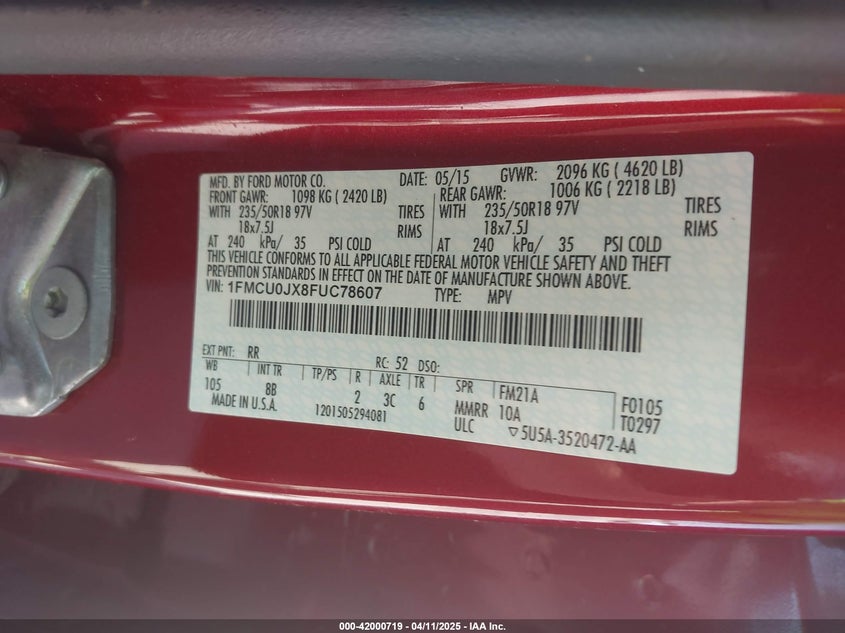 MFD. BY FORD MOTOR CO. DATE: 05/15 GVWR: 2096 KG ( 4620 LB)
FRONT GAWR: 1098 KG ( 2420 LB) REAR GAWR: 1006 KG ( 2218 LB)
WITH 235/50R18 97V TIRES WITH 235/50R18 97V TIRES
18x7.5J RIMS 18x7.5J RIMS
AT 240 kPa/ 35 PSI COLD AT 240 kPa/ 35 PSI COLD
THIS VEHICLE CONFORMS TO ALL APPLICABLE FEDERAL MOTOR VEHICLE SAFETY AND THEFT
PREVENTION STANDARDS IN EFFECT ON THE DATE OF MANUFACTURE SHOWN ABOVE.
VIN: 1FMCU0JX8FUC78607 TYPE: MPV
EXT PNT: RR RC: 52 DSO:
WB INT TR TP/PS R AXLE TR SPR FM21A F0105
105 8B 2 3C 6 MMRR 10A T0297
MADE IN U.S.A. 1201505294081 ULC ▽5U5A-3520472-AA
000-42000719 - 04/11/2025 - IAA Inc.